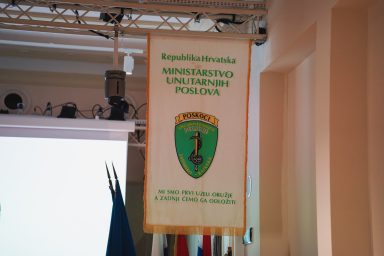 Republika Hrvatska
MINISTARSTVO
UNUTARNJIH
POSLOVA
POSKOCI
MI SMO PRVI UZELI ORUŽJE
A ZADNJI ĆEMO GA ODLOŽITI